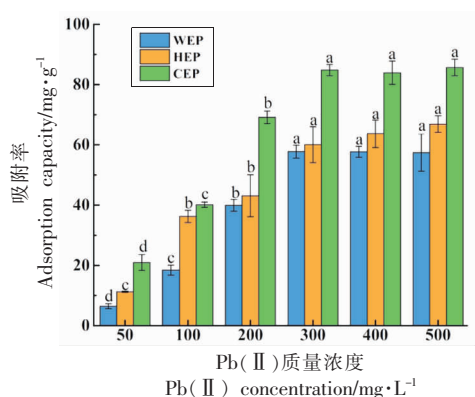 100
80
60
40
20
0
吸附率
Adsorption capacity/mg·g⁻¹
WEP
HEP
CEP
d c d
c b c
b b b
a a a
a a a
a a a
50 100 200 300 400 500
Pb(Ⅱ)质量浓度
Pb(Ⅱ) concentration/mg·L⁻¹